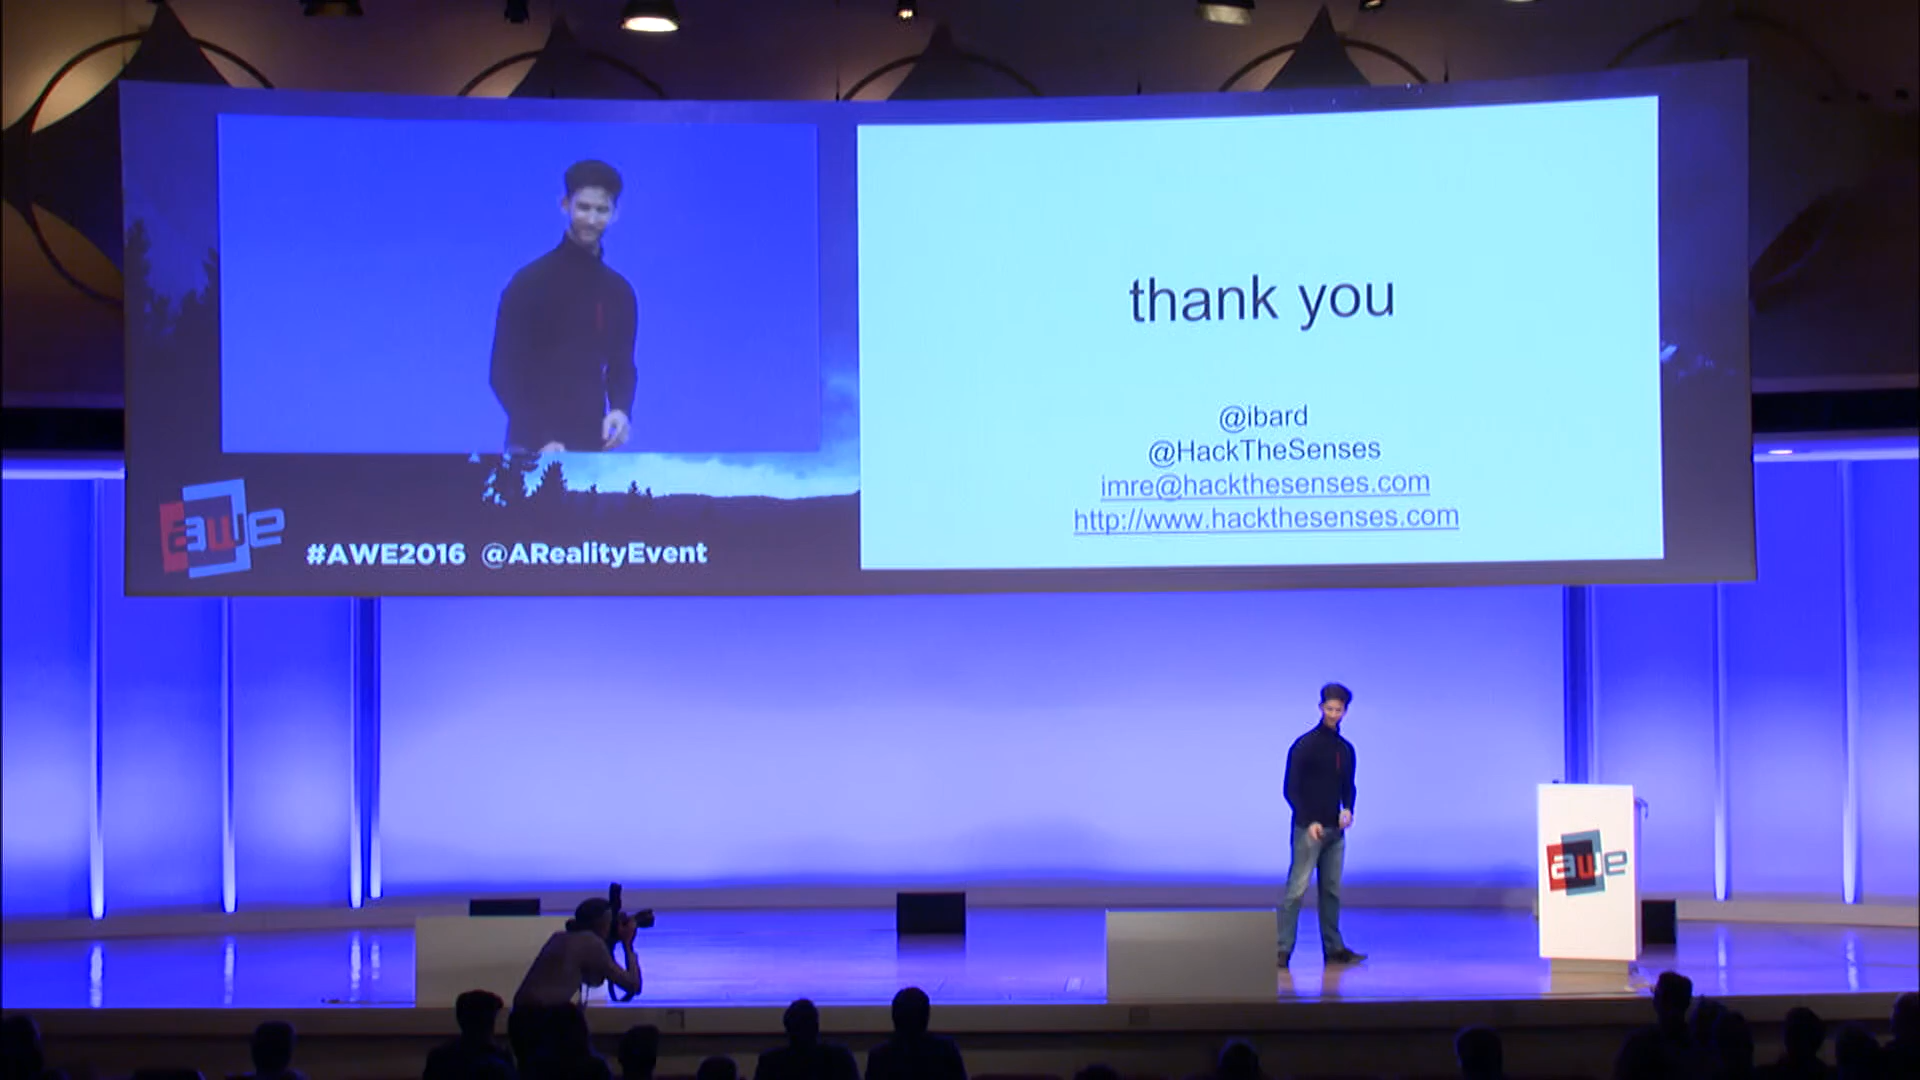 thank you
@ibard
@HackTheSenses
imre@hackthesenses.com
http://www.hackthesenses.com
awe
#AWE2016 @ARealityEvent
awe